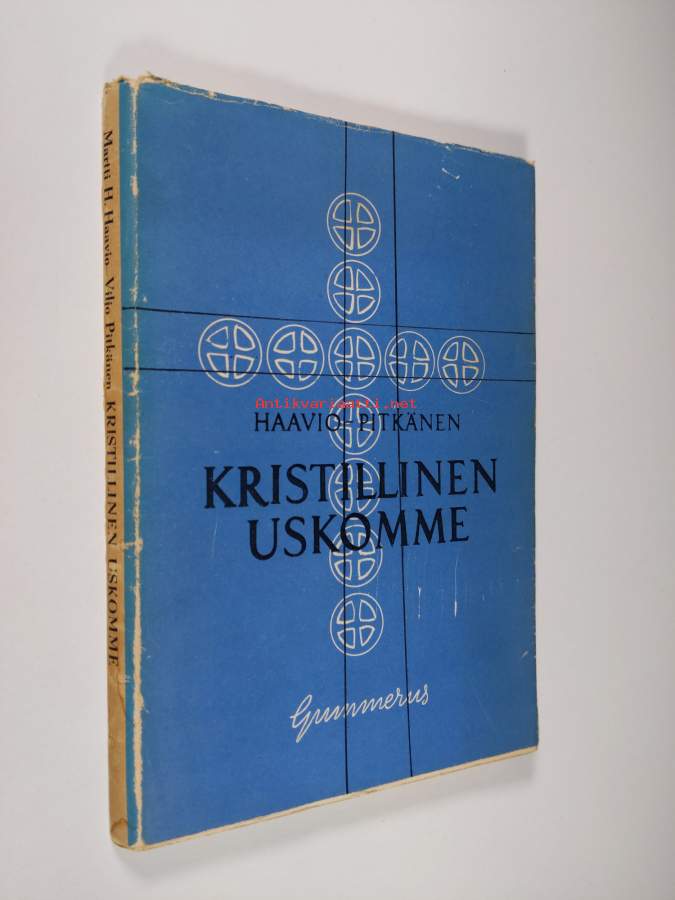 Martti H. Haavio Viljo Pitkänen KRISTILLINEN USKOMME
Antikvariaatti.net
HAAVIO-PITKÄNEN
KRISTILLINEN
USKOMME
Gummerus